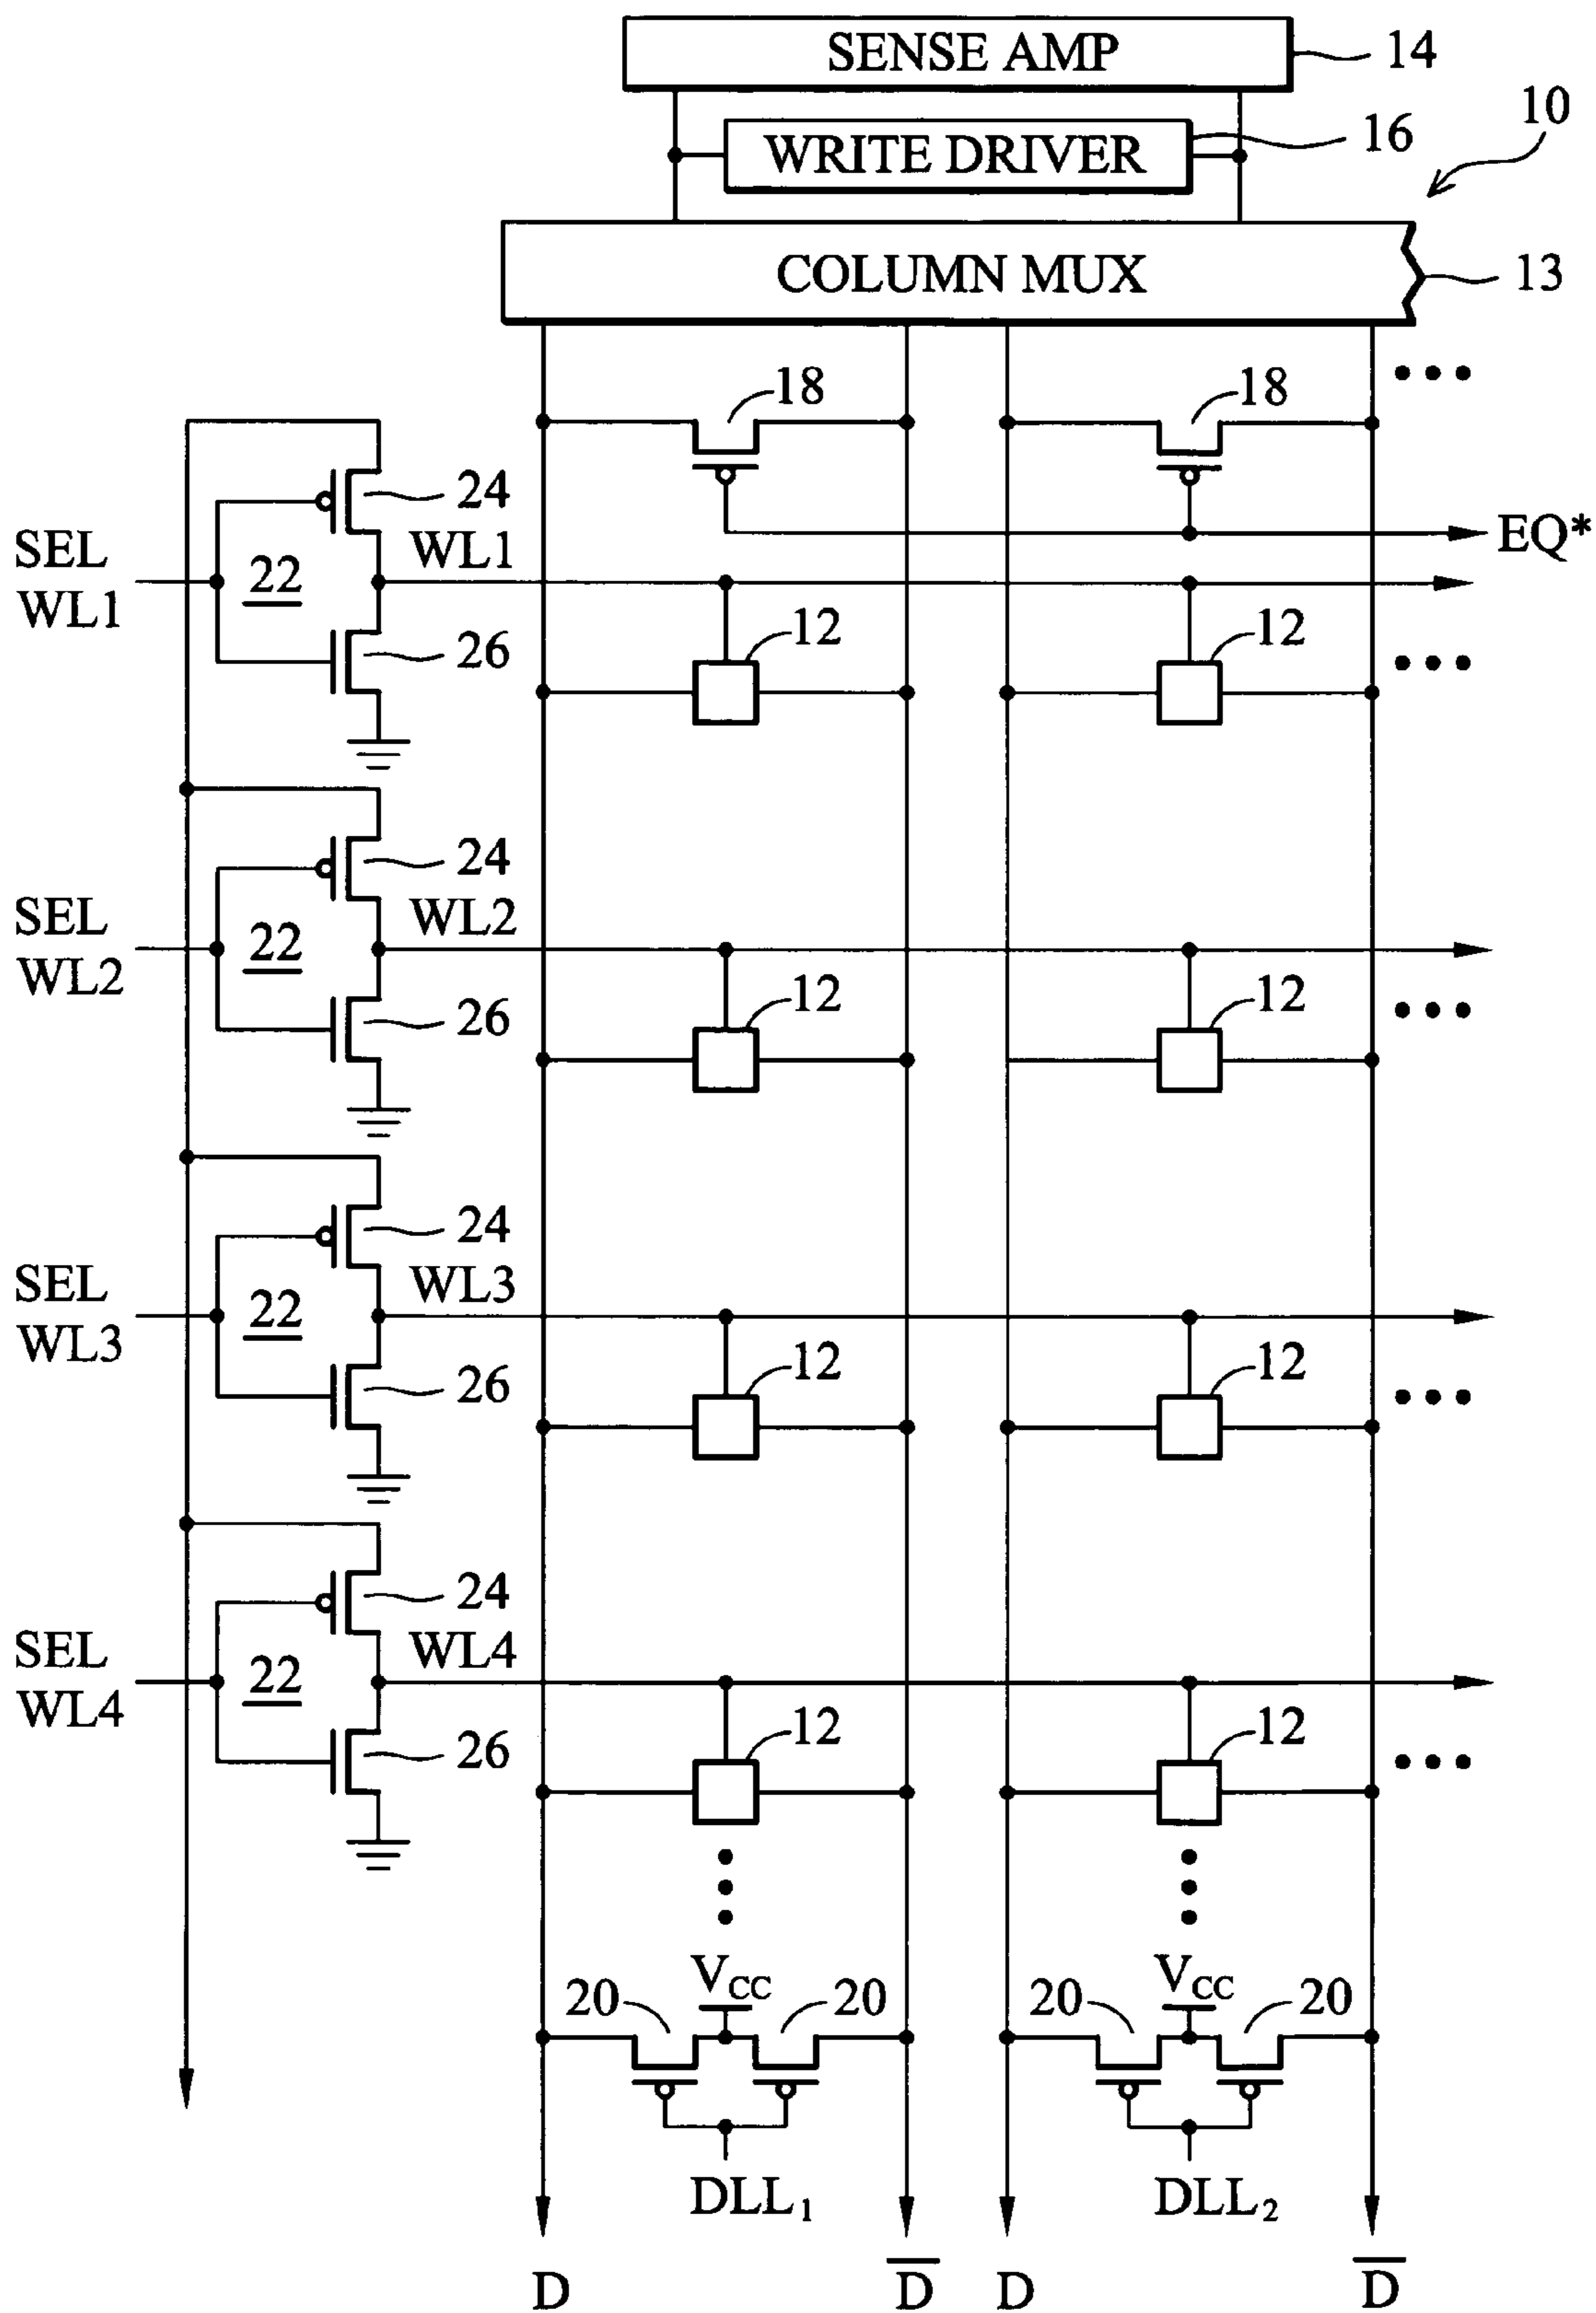 SENSE AMP
14
10
WRITE DRIVER
16
COLUMN MUX
13
18
18
EQ*
24
SEL
WL1
22
WL1
26
12
12
24
SEL
WL2
22
WL2
26
12
12
24
SEL
WL3
22
WL3
26
12
12
24
SEL
WL4
22
WL4
26
12
12
V_CC
V_CC
20
20
20
20
DLL₁
DLL₂
D
D̅
D
D̅